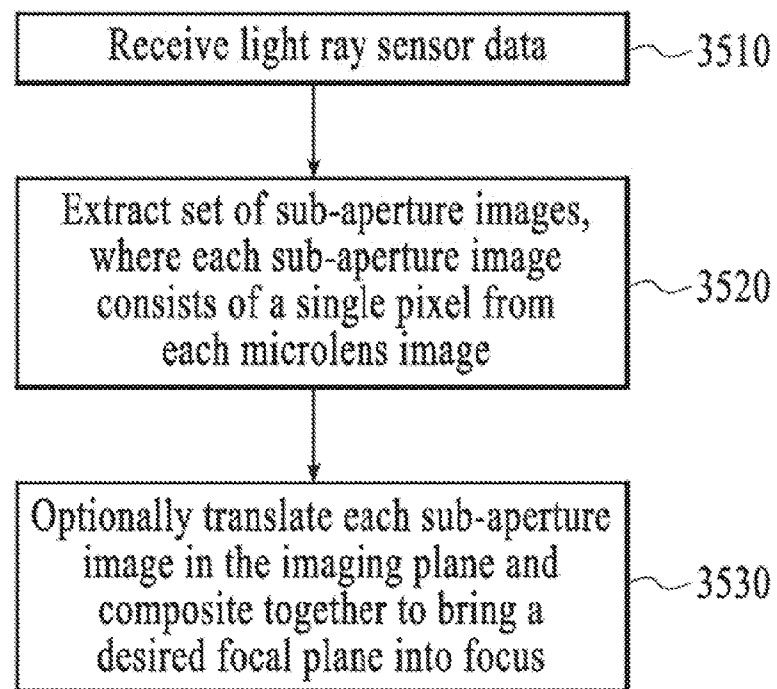 Receive light ray sensor data
3510
Extract set of sub-aperture images,
where each sub-aperture image
consists of a single pixel from
each microlens image
3520
Optionally translate each sub-aperture
image in the imaging plane and
composite together to bring a
desired focal plane into focus
3530